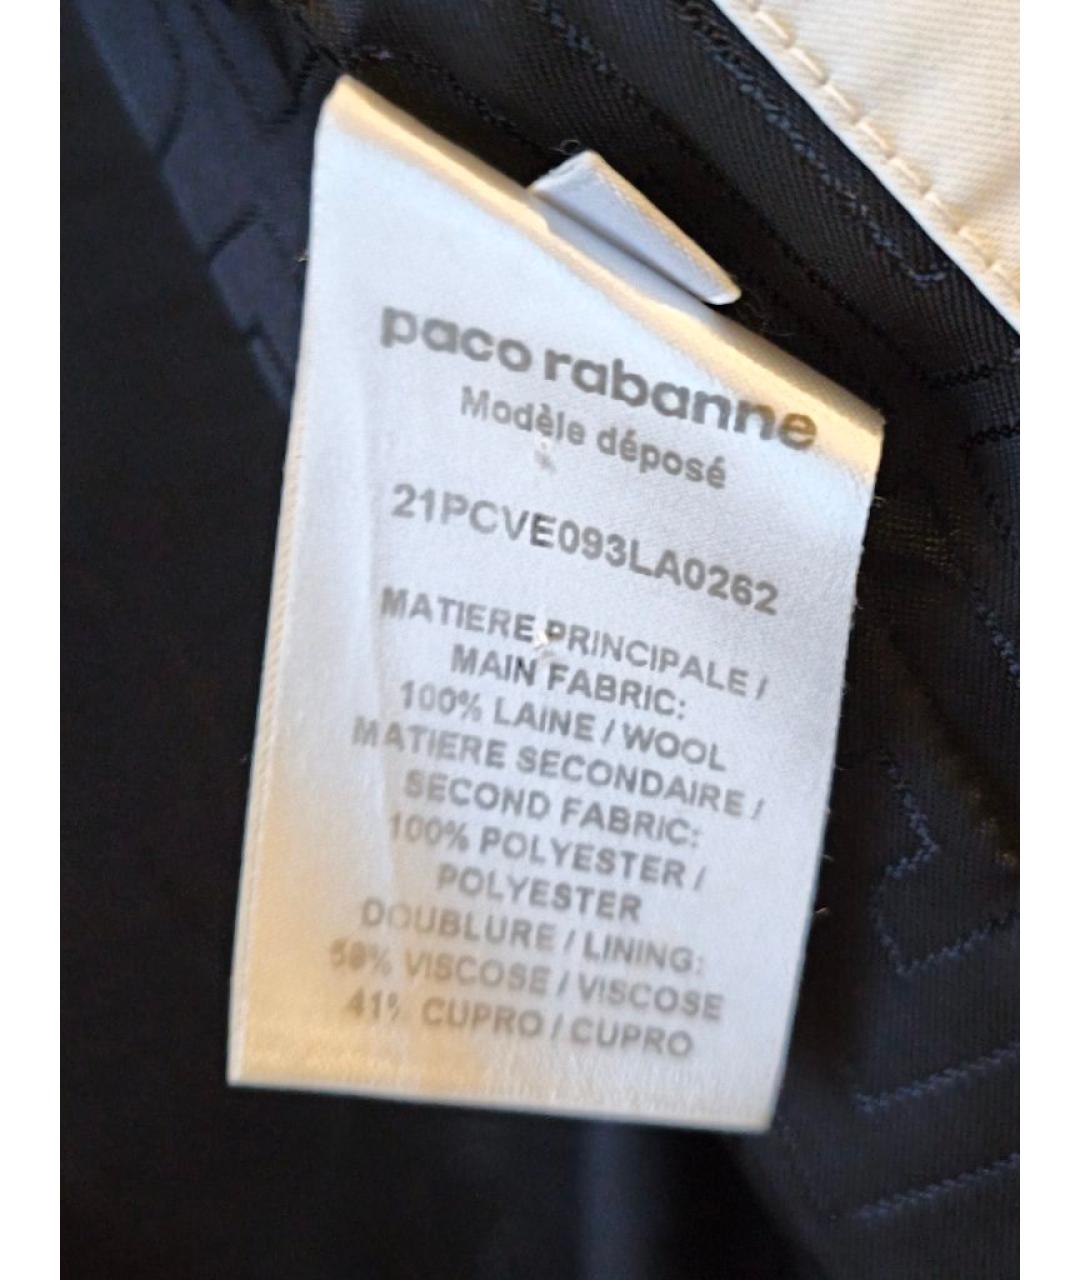 paco rabanne
Modèle déposé
21PCVE093LA0262
MATIERE PRINCIPALE /
MAIN FABRIC:
100% LAINE / WOOL
MATIERE SECONDAIRE /
SECOND FABRIC:
100% POLYESTER /
POLYESTER
DOUBLURE / LINING:
VISCOSE / VISCOSE
41% CUPRO / CUPRO